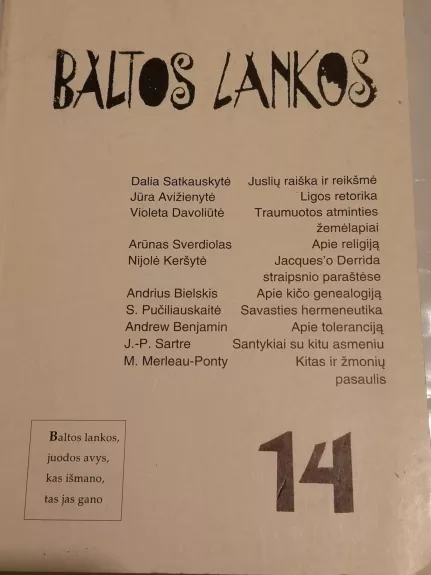 BALTOS LANKOS
Dalia Satkauskytė Juslių raiška ir reikšmė
Jūra Avižienytė Ligos retorika
Violeta Davoliūtė Traumuotos atminties
žemėlapiai
Arūnas Sverdiolas Apie religiją
Nijolė Keršytė Jacques'o Derrida
straipsnio paraštėse
Andrius Bielskis Apie kičo genealogiją
S. Pučiliauskaitė Savasties hermeneutika
Andrew Benjamin Apie toleranciją
J.-P. Sartre Santykiai su kitu asmeniu
M. Merleau-Ponty Kitas ir žmonių
pasaulis
Baltos lankos,
juodos avys,
kas išmano,
tas jas gano
14